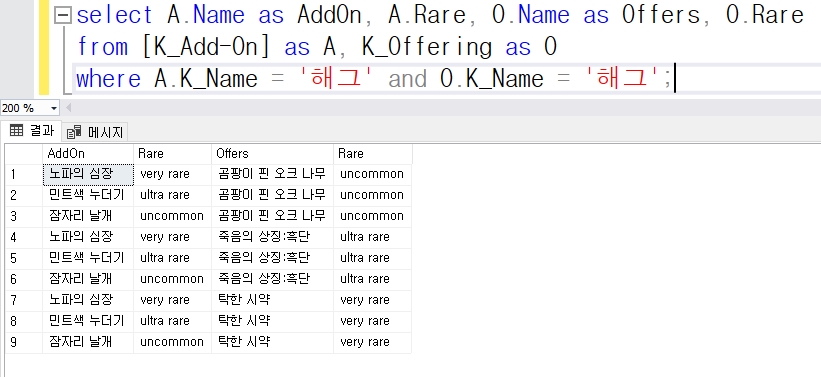 select A.Name as AddOn, A.Rare, O.Name as Offers, O.Rare
from [K_Add-On] as A, K_Offering as O
where A.K_Name = '해그' and O.K_Name = '해그';
200 %
결과 메시지
AddOn Rare Offers Rare
1 노파의 심장 very rare 곰팡이 핀 오크 나무 uncommon
2 민트색 누더기 ultra rare 곰팡이 핀 오크 나무 uncommon
3 잠자리 날개 uncommon 곰팡이 핀 오크 나무 uncommon
4 노파의 심장 very rare 죽음의 상징:흑단 ultra rare
5 민트색 누더기 ultra rare 죽음의 상징:흑단 ultra rare
6 잠자리 날개 uncommon 죽음의 상징:흑단 ultra rare
7 노파의 심장 very rare 탁한 시약 very rare
8 민트색 누더기 ultra rare 탁한 시약 very rare
9 잠자리 날개 uncommon 탁한 시약 very rare